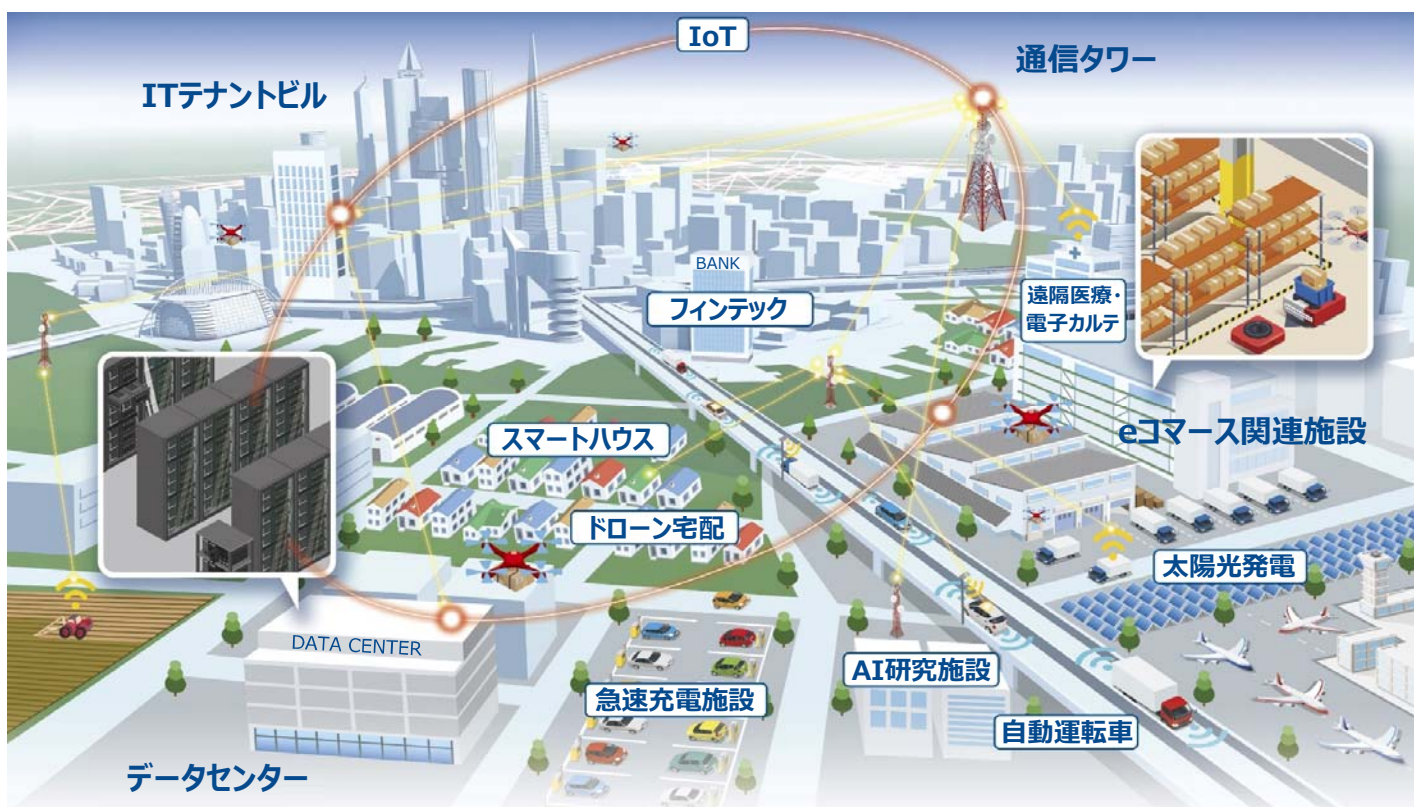 IoT
通信タワー
ITテナントビル
BANK
フィンテック
遠隔医療・
電子カルテ
eコマース関連施設
スマートハウス
ドローン宅配
太陽光発電
DATA CENTER
AI研究施設
急速充電施設
自動運転車
データセンター